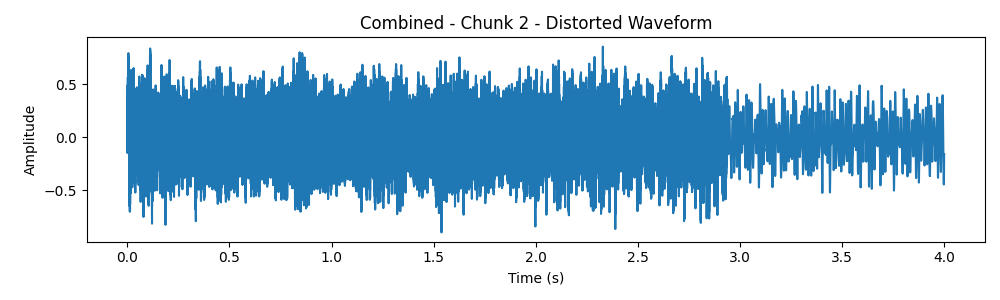 Combined - Chunk 2 - Distorted Waveform
Amplitude
0.5
0.0
−0.5
0.0 0.5 1.0 1.5 2.0 2.5 3.0 3.5 4.0
Time (s)